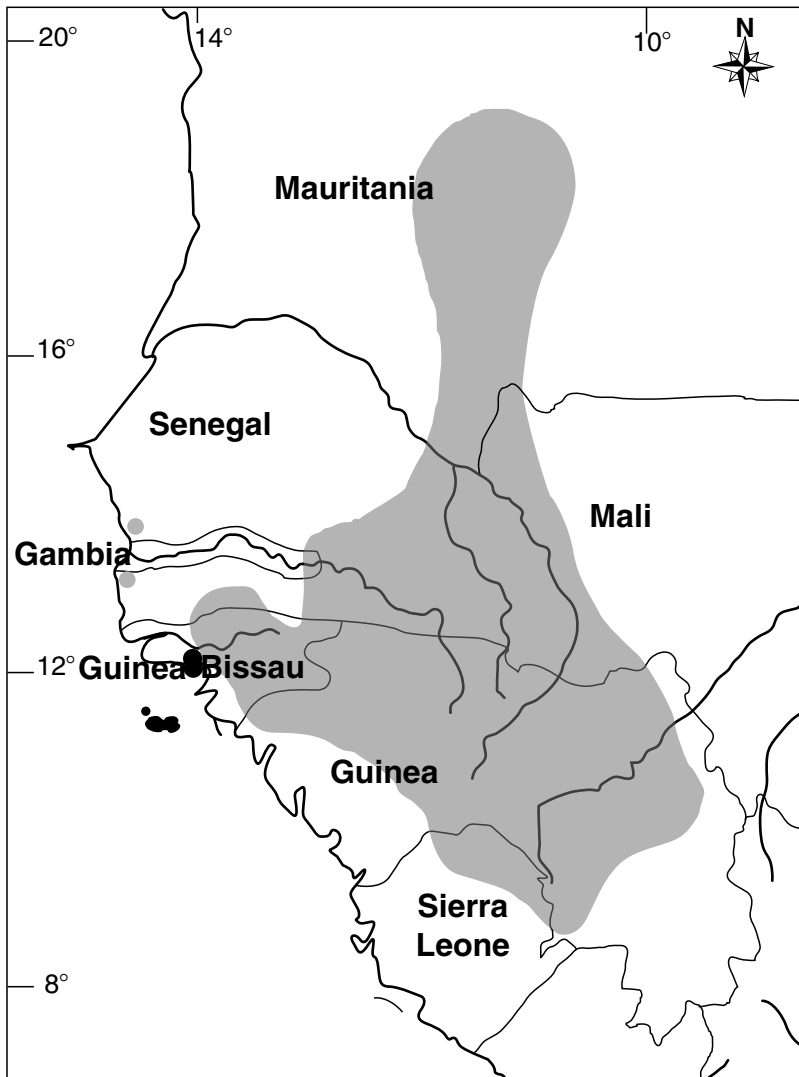 20°
14°
10°
N
Mauritania
16°
Senegal
Mali
Gambia
12°
Guinea Bissau
Guinea
Sierra
Leone
8°